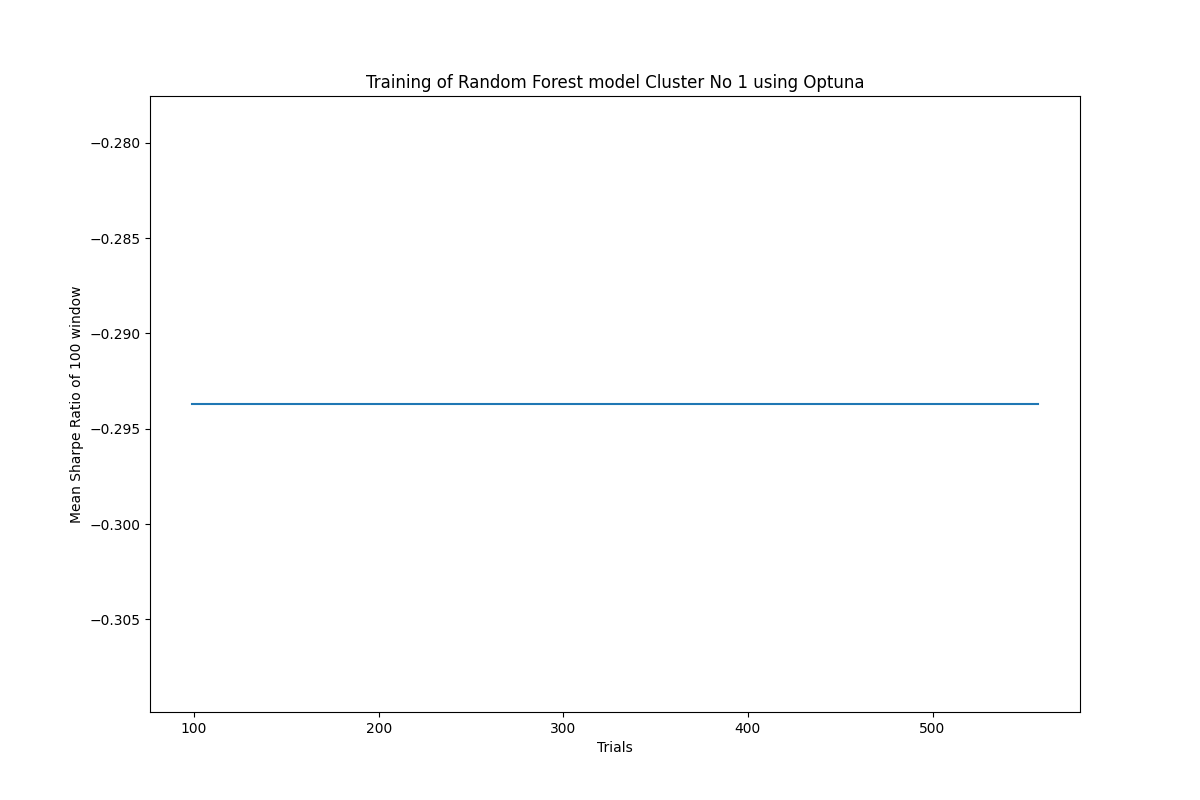 Training of Random Forest model Cluster No 1 using Optuna
−0.280
−0.285
−0.290
−0.295
−0.300
−0.305
Mean Sharpe Ratio of 100 window
100 200 300 400 500
Trials